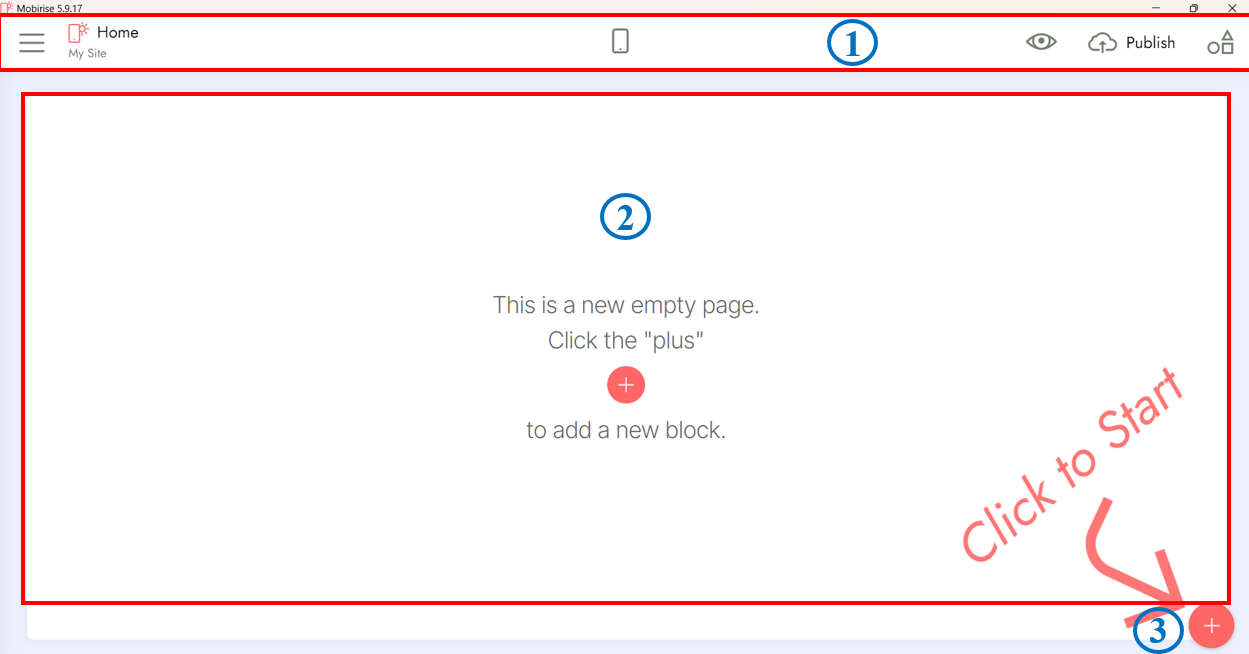 Mobirise 5.9.17
Home
My Site
1
Publish
2
This is a new empty page.
Click the "plus"
+
to add a new block.
Click to Start
3
+